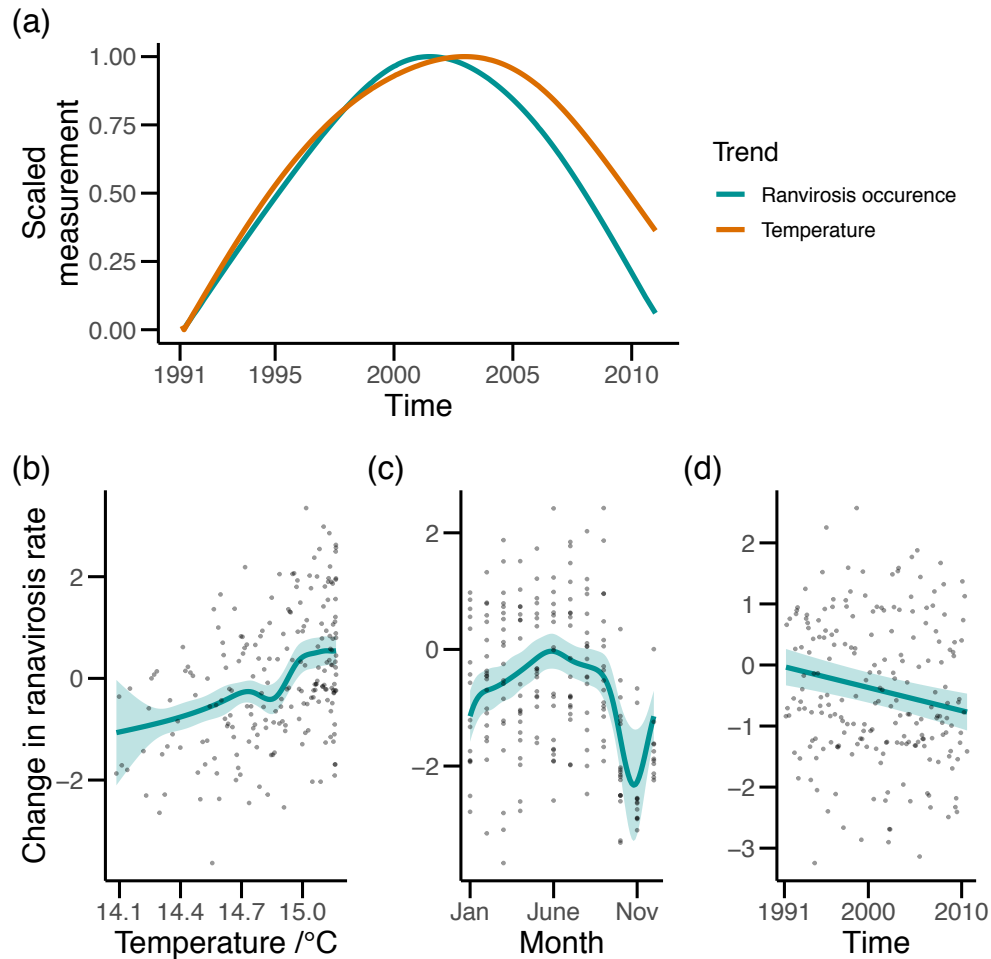 (a)
Scaled
measurement
1.00
0.75
0.50
0.25
0.00
1991 1995 2000 2005 2010
Time
Trend
Ranvirosis occurence
Temperature
(b)
Change in ranavirosis rate
2
0
−2
14.1 14.4 14.7 15.0
Temperature /°C
(c)
2
0
−2
Jan June Nov
Month
(d)
2
1
0
−1
−2
−3
1991 2000 2010
Time